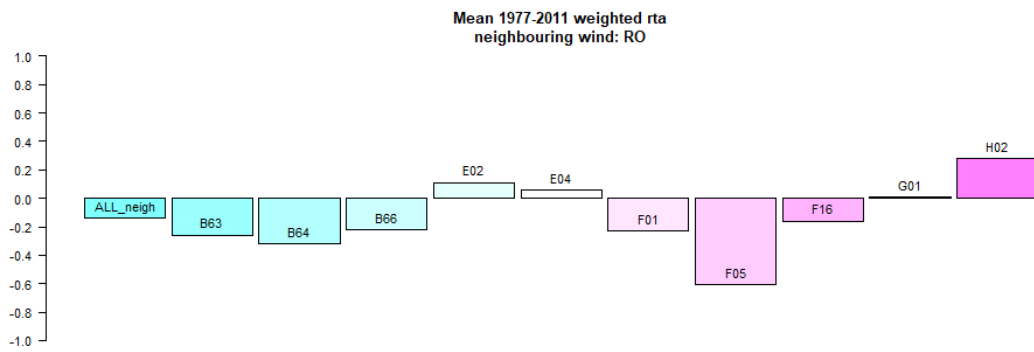 Mean 1977-2011 weighted rta
neighbouring wind: RO
1.0
0.8
0.6
0.4
0.2
0.0
-0.2
-0.4
-0.6
-0.8
-1.0
ALL_neigh
B63
B64
B66
E02
E04
F01
F05
F16
G01
H02